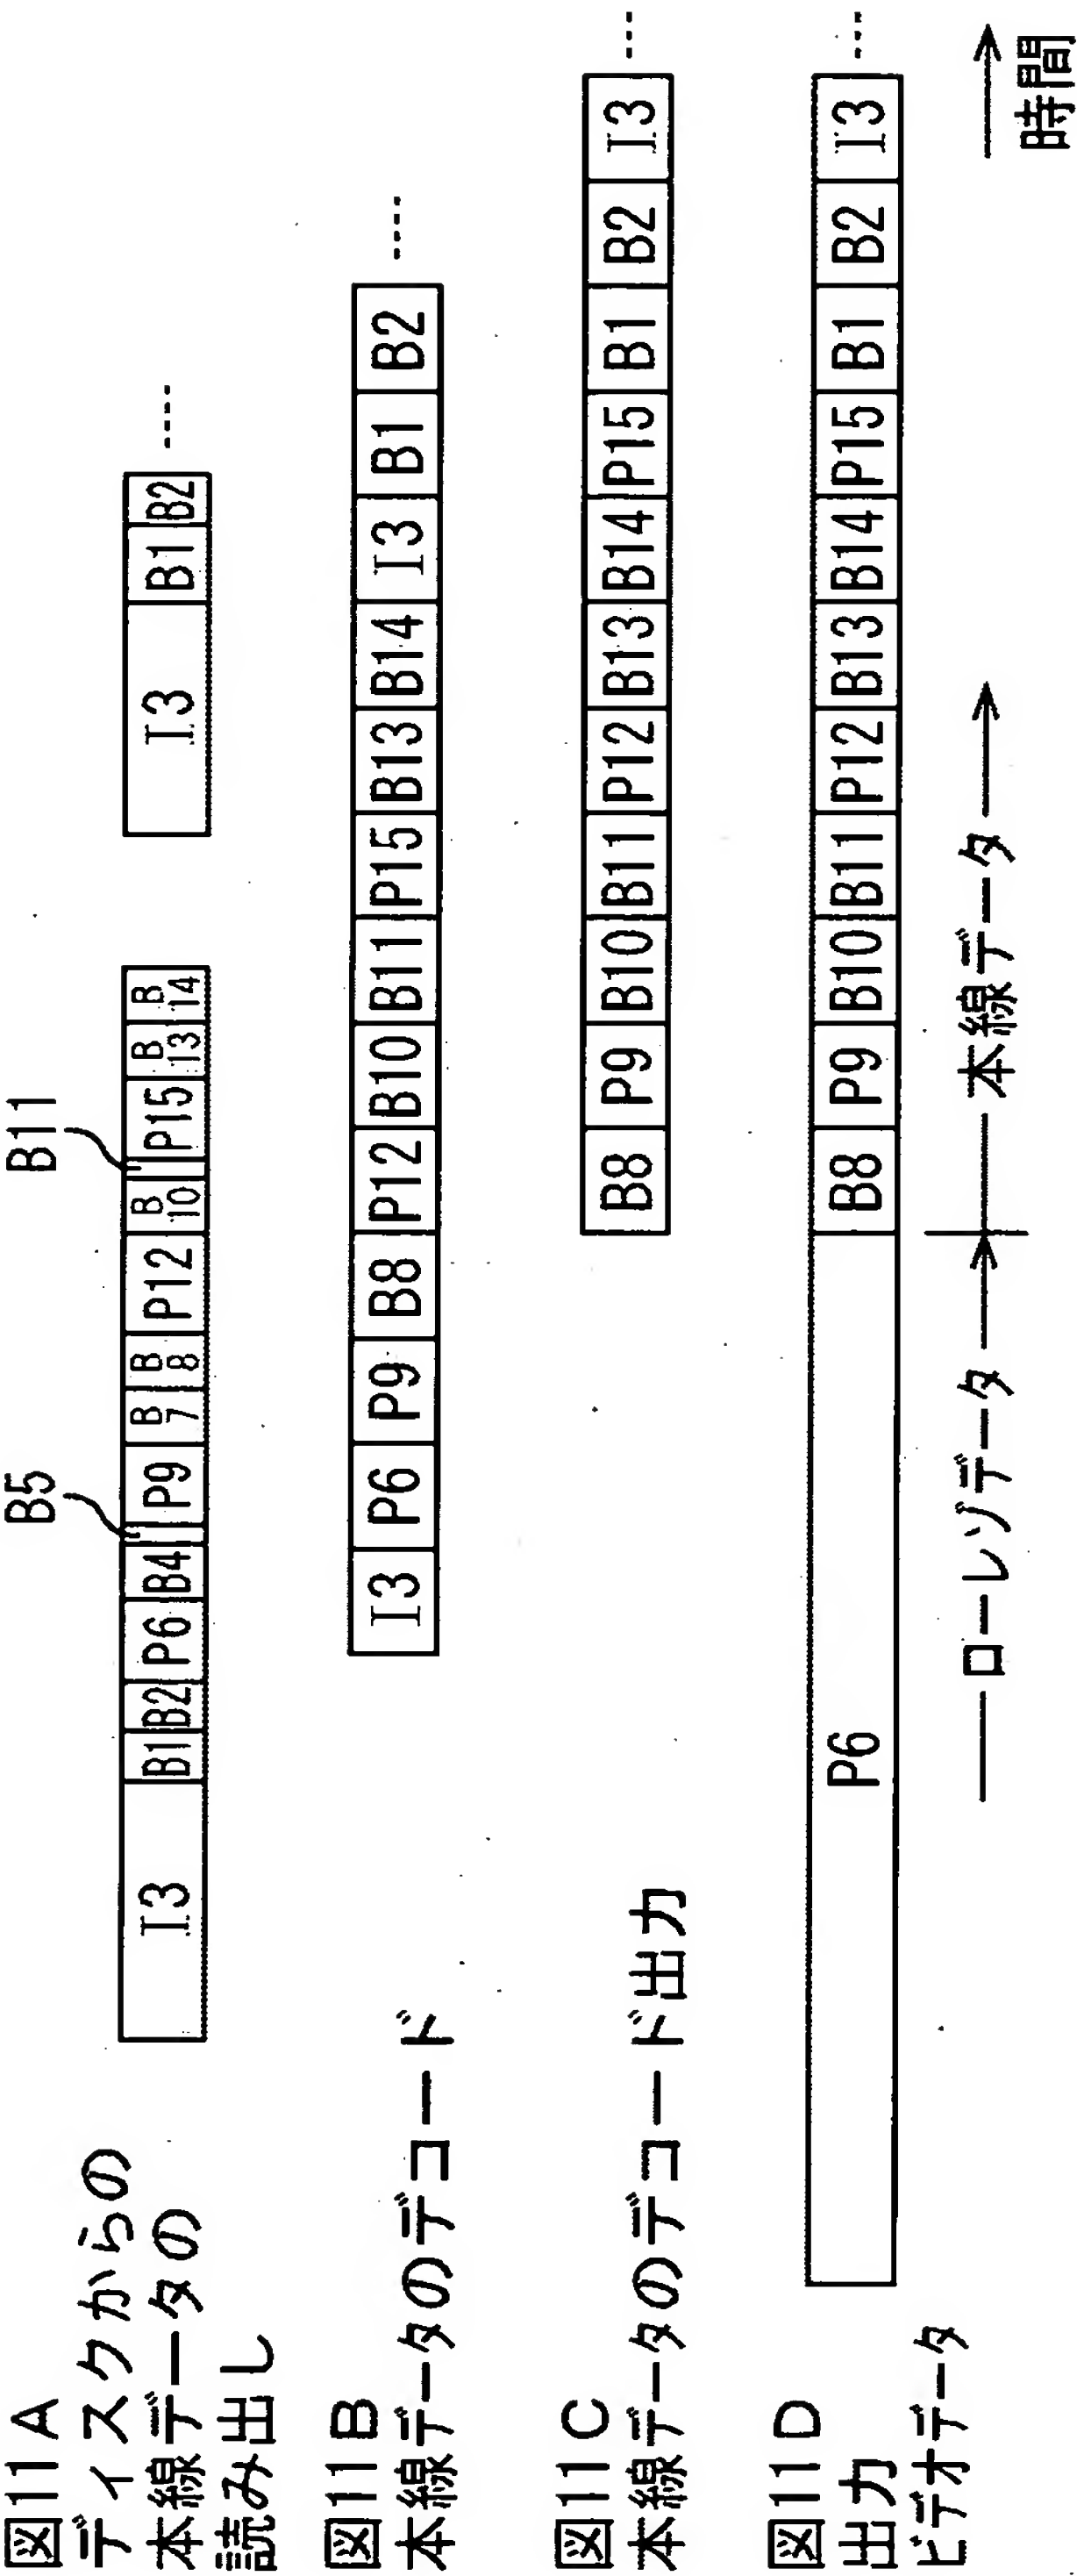 図11A
ディスクからの
本線データの
読み出し
B5
B11
I3 B1 B2 P6 B4 P9 B7 B8 P12 B10 P15 B13 B14 I3 B1 B2 ----
図11B
本線データのデコード
I3 P6 P9 B8 P12 B10 B11 P15 B13 B14 I3 B1 B2 ----
図11C
本線データのデコード出力
B8 P9 B10 B11 P12 B13 B14 P15 B1 B2 I3 ---
図11D
出力
ビデオデータ
P6 B8 P9 B10 B11 P12 B13 B14 P15 B1 B2 I3 ---
ローレゾデータ
本線データ
時間